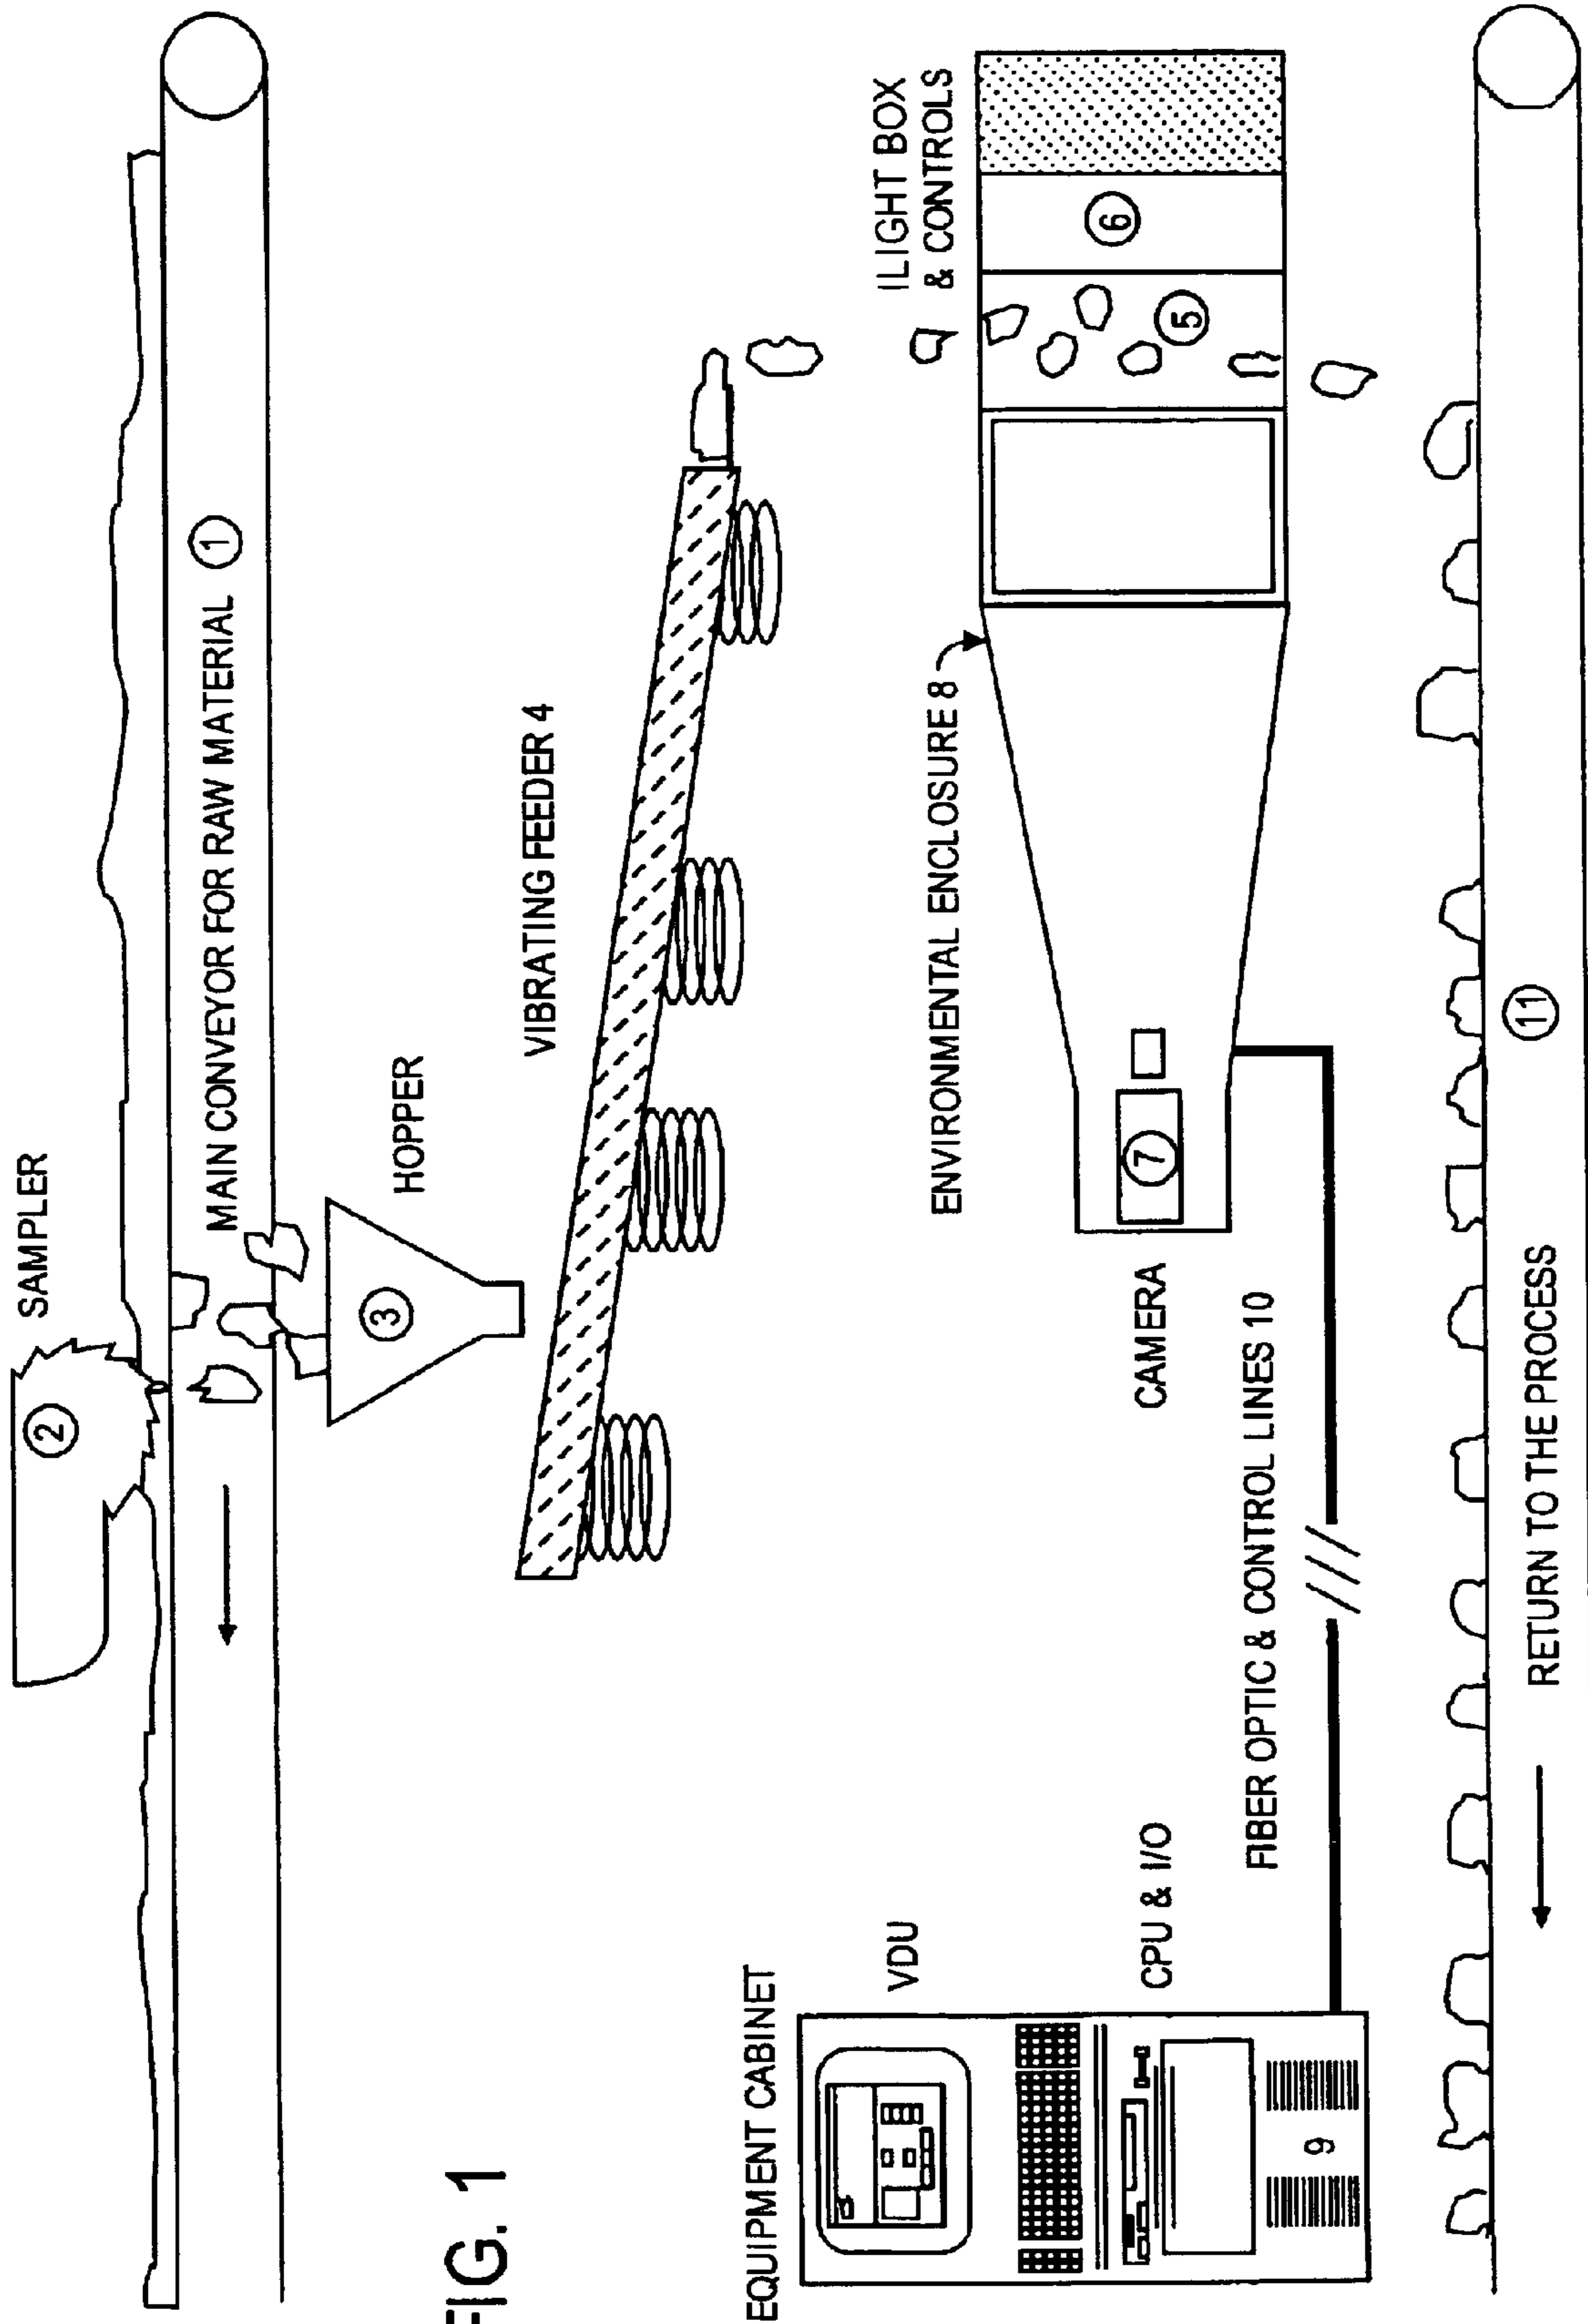 SAMPLER
2
MAIN CONVEYOR FOR RAW MATERIAL 1
3
HOPPER
VIBRATING FEEDER 4
FIG. 1
EQUIPMENT CABINET
VDU
CPU & I/O
9
ENVIRONMENTAL ENCLOSURE 8
ILIGHT BOX
& CONTROLS
6
5
7
CAMERA
FIBER OPTIC & CONTROL LINES 10
11
RETURN TO THE PROCESS